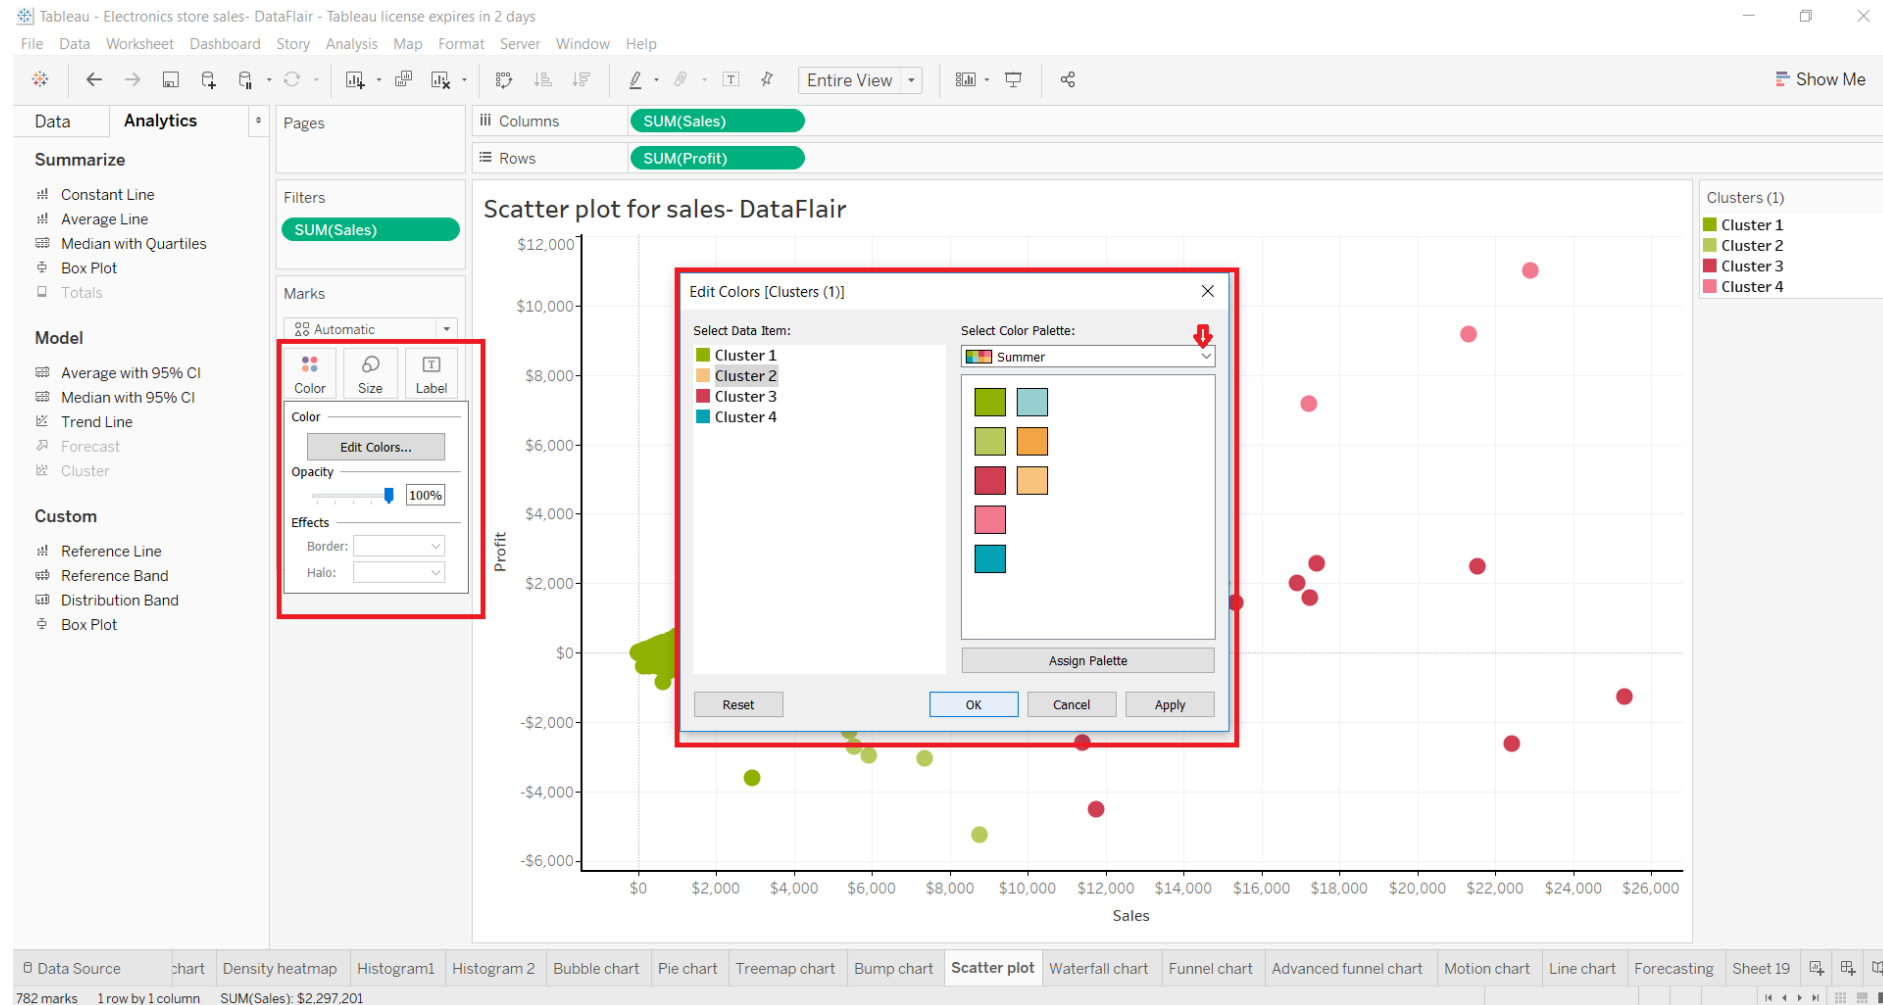 Tableau - Electronics store sales- DataFlair - Tableau license expires in 2 days
File Data Worksheet Dashboard Story Analysis Map Format Server Window Help
Entire View
Show Me
Data
Analytics
Summarize
Constant Line
Average Line
Median with Quartiles
Box Plot
Totals
Model
Average with 95% CI
Median with 95% CI
Trend Line
Forecast
Cluster
Custom
Reference Line
Reference Band
Distribution Band
Box Plot
Pages
Filters
SUM(Sales)
Marks
Automatic
Color Size Label
Color
Edit Colors...
Opacity
100%
Effects
Border:
Halo:
Columns
SUM(Sales)
Rows
SUM(Profit)
Scatter plot for sales- DataFlair
$12,000
$10,000
$8,000
$6,000
$4,000
$2,000
$0
-$2,000
-$4,000
-$6,000
Profit
$0 $2,000 $4,000 $6,000 $8,000 $10,000 $12,000 $14,000 $16,000 $18,000 $20,000 $22,000 $24,000 $26,000
Sales
Edit Colors [Clusters (1)]
Select Data Item:
Cluster 1
Cluster 2
Cluster 3
Cluster 4
Select Color Palette:
Summer
Assign Palette
Reset
OK
Cancel
Apply
Clusters (1)
Cluster 1
Cluster 2
Cluster 3
Cluster 4
Data Source chart Density heatmap Histogram1 Histogram 2 Bubble chart Pie chart Treemap chart Bump chart Scatter plot Waterfall chart Funnel chart Advanced funnel chart Motion chart Line chart Forecasting Sheet 19
782 marks 1 row by 1 column SUM(Sales): $2,297,201